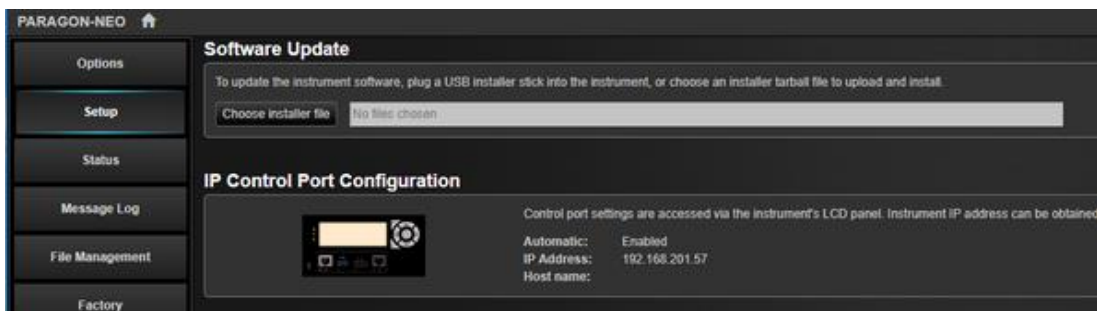 PARAGON-NEO
Options
Setup
Status
Message Log
File Management
Factory
Software Update
To update the instrument software, plug a USB installer stick into the instrument, or choose an installer tarball file to upload and install.
Choose installer file
No files chosen
IP Control Port Configuration
Control port settings are accessed via the instrument's LCD panel. Instrument IP address can be obtained
Automatic: Enabled
IP Address: 192.168.201.57
Host name: